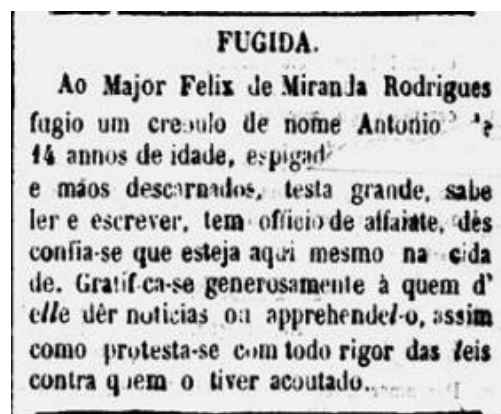 FUGIDA.
Ao Major Felix de Miranda Rodrigues
fugio um creoulo de nome Antonio
14 annos de idade, espigad
e mãos descarnados, testa grande, sabe
ler e escrever, tem officio de alfaiate, dés
confia-se que esteja aqui mesmo na cida
de. Gratifica-se generosamente à quem d'
elle dér noticias ou apprehendel-o, assim
como protesta-se com todo rigor das leis
contra quem o tiver acoutado.